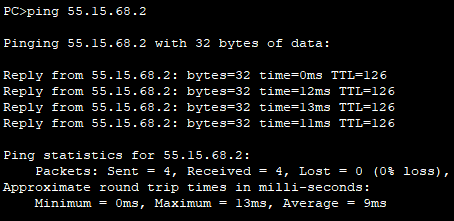 PC>ping 55.15.68.2
Pinging 55.15.68.2 with 32 bytes of data:
Reply from 55.15.68.2: bytes=32 time=0ms TTL=126
Reply from 55.15.68.2: bytes=32 time=12ms TTL=126
Reply from 55.15.68.2: bytes=32 time=13ms TTL=126
Reply from 55.15.68.2: bytes=32 time=11ms TTL=126
Ping statistics for 55.15.68.2:
Packets: Sent = 4, Received = 4, Lost = 0 (0% loss),
Approximate round trip times in milli-seconds:
Minimum = 0ms, Maximum = 13ms, Average = 9ms